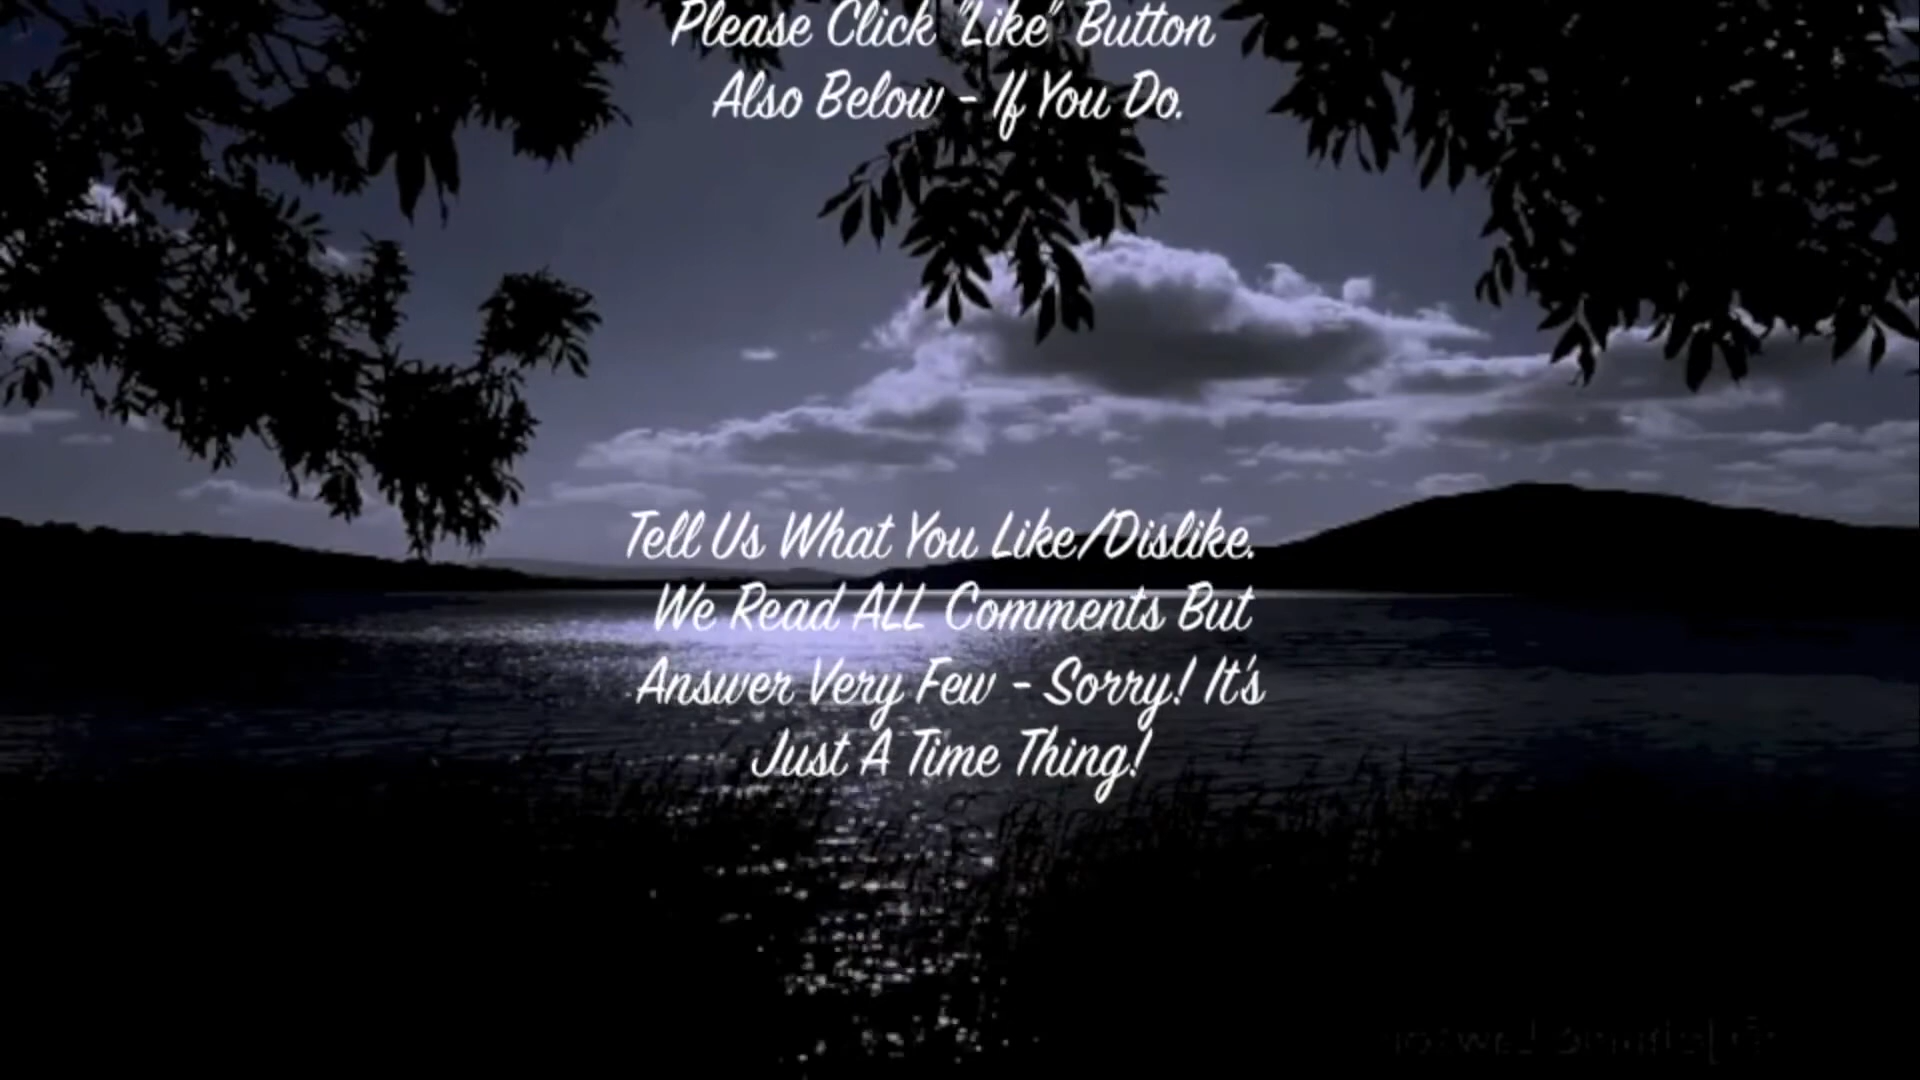 Please Click "Like" Button
Also Below - If You Do.
Tell Us What You Like/Dislike.
We Read ALL Comments But
Answer Very Few - Sorry! It's
Just A Time Thing!